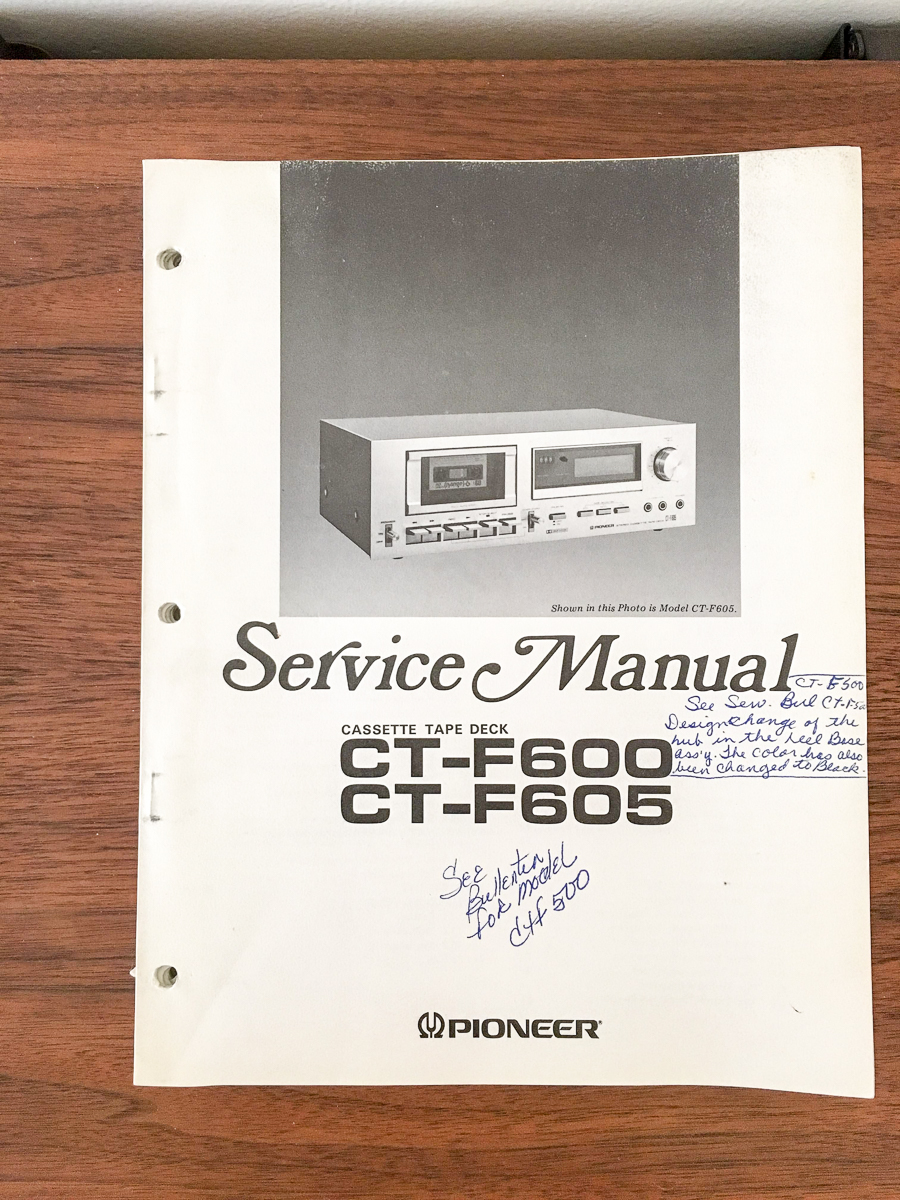 Shown in this Photo is Model CT-F605.
Service Manual
CT-F500
See Serv. Bul CT-F500
Design change of the
hub in the reel Base
ass'y. The color has also
been changed to Black.
CASSETTE TAPE DECK
CT-F600
CT-F605
See
Bullenten
for model
ctf 500
PIONEER